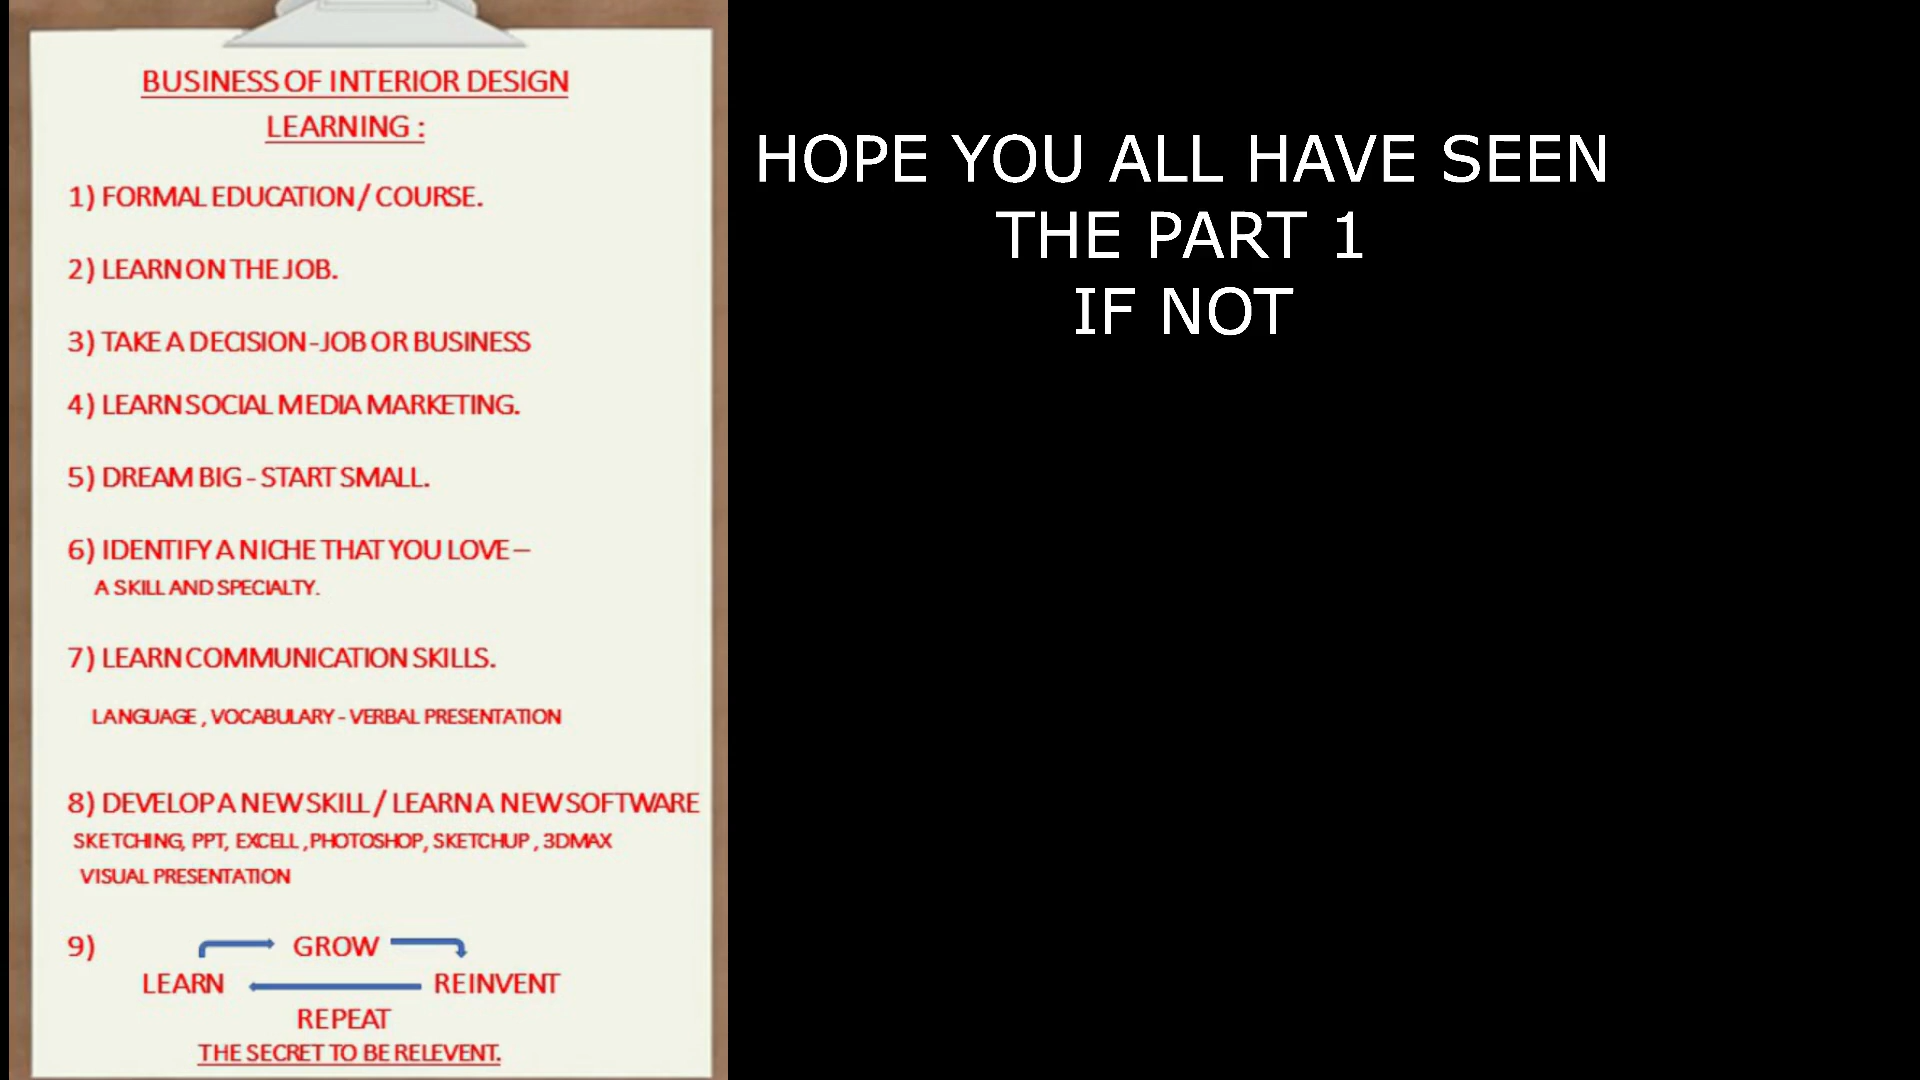 BUSINESS OF INTERIOR DESIGN
LEARNING :
1) FORMAL EDUCATION / COURSE.
2) LEARN ON THE JOB.
3) TAKE A DECISION - JOB OR BUSINESS
4) LEARN SOCIAL MEDIA MARKETING.
5) DREAM BIG - START SMALL.
6) IDENTIFY A NICHE THAT YOU LOVE –
A SKILL AND SPECIALTY.
7) LEARN COMMUNICATION SKILLS.
LANGUAGE , VOCABULARY - VERBAL PRESENTATION
8) DEVELOP A NEW SKILL / LEARN A NEW SOFTWARE
SKETCHING, PPT, EXCELL , PHOTOSHOP, SKETCHUP , 3DMAX
VISUAL PRESENTATION
9) GROW
LEARN REINVENT
REPEAT
THE SECRET TO BE RELEVENT.
HOPE YOU ALL HAVE SEEN
THE PART 1
IF NOT